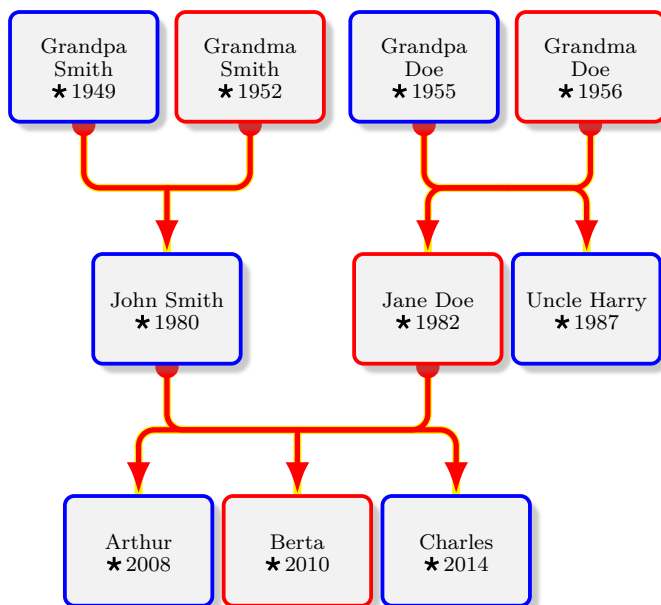 Grandpa
Smith
★1949
Grandma
Smith
★1952
Grandpa
Doe
★1955
Grandma
Doe
★1956
John Smith
★1980
Jane Doe
★1982
Uncle Harry
★1987
Arthur
★2008
Berta
★2010
Charles
★2014